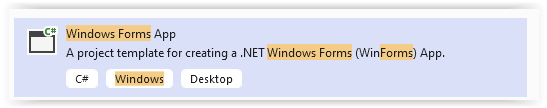 C#
Windows Forms App
A project template for creating a .NET Windows Forms (WinForms) App.
C# Windows Desktop